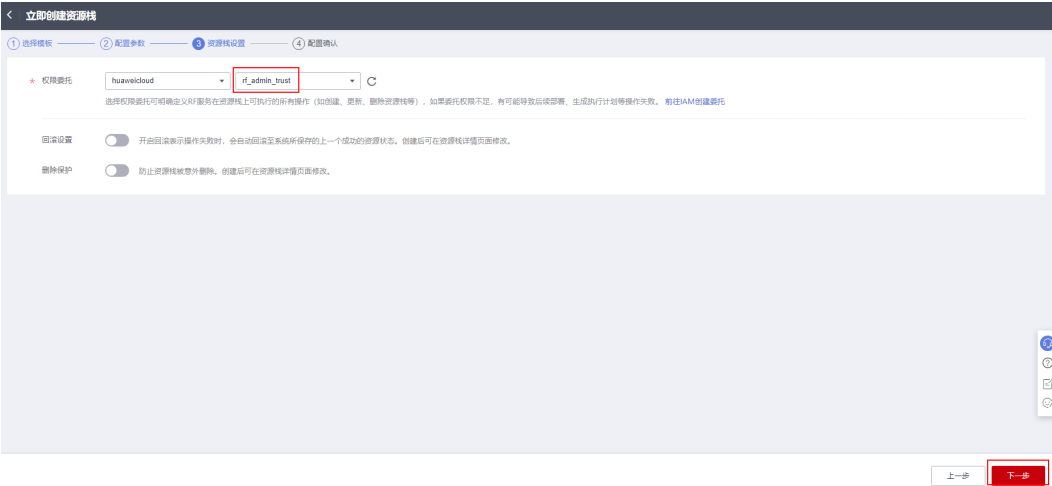 立即创建资源栈
1 选择模板 2 配置参数 3 资源栈设置 4 配置确认
* 权限委托 huaweicloud rf_admin_trust
选择权限委托可明确定义RF服务在资源栈上可执行的所有操作（如创建、更新、删除资源栈等），如果委托权限不足，有可能导致后续部署、生成执行计划等操作失败。 前往IAM创建委托
回滚设置 开启回滚表示操作失败时，会自动回滚至系统所保存的上一个成功的资源状态。创建后可在资源栈详情页面修改。
删除保护 防止资源栈被意外删除。创建后可在资源栈详情页面修改。
上一步 下一步